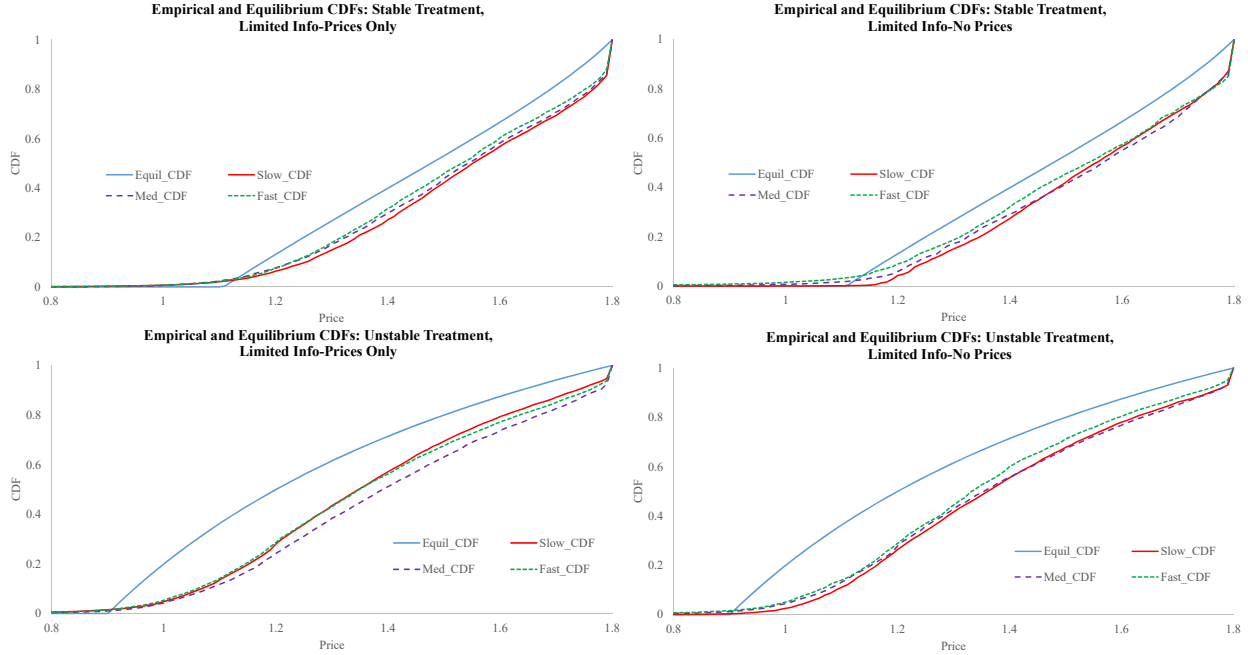 Empirical and Equilibrium CDFs: Stable Treatment,
Limited Info-Prices Only
1
0.8
0.6
0.4
0.2
0
CDF
Equil_CDF
Slow_CDF
Med_CDF
Fast_CDF
0.8
1
1.2
1.4
1.6
1.8
Price
Empirical and Equilibrium CDFs: Stable Treatment,
Limited Info-No Prices
1
0.8
0.6
0.4
0.2
0
CDF
Equil_CDF
Slow_CDF
Med_CDF
Fast_CDF
0.8
1
1.2
1.4
1.6
1.8
Price
Empirical and Equilibrium CDFs: Unstable Treatment,
Limited Info-Prices Only
1
0.8
0.6
0.4
0.2
0
CDF
Equil_CDF
Slow_CDF
Med_CDF
Fast_CDF
0.8
1
1.2
1.4
1.6
1.8
Price
Empirical and Equilibrium CDFs: Unstable Treatment,
Limited Info-No Prices
1
0.8
0.6
0.4
0.2
0
CDF
Equil_CDF
Slow_CDF
Med_CDF
Fast_CDF
0.8
1
1.2
1.4
1.6
1.8
Price